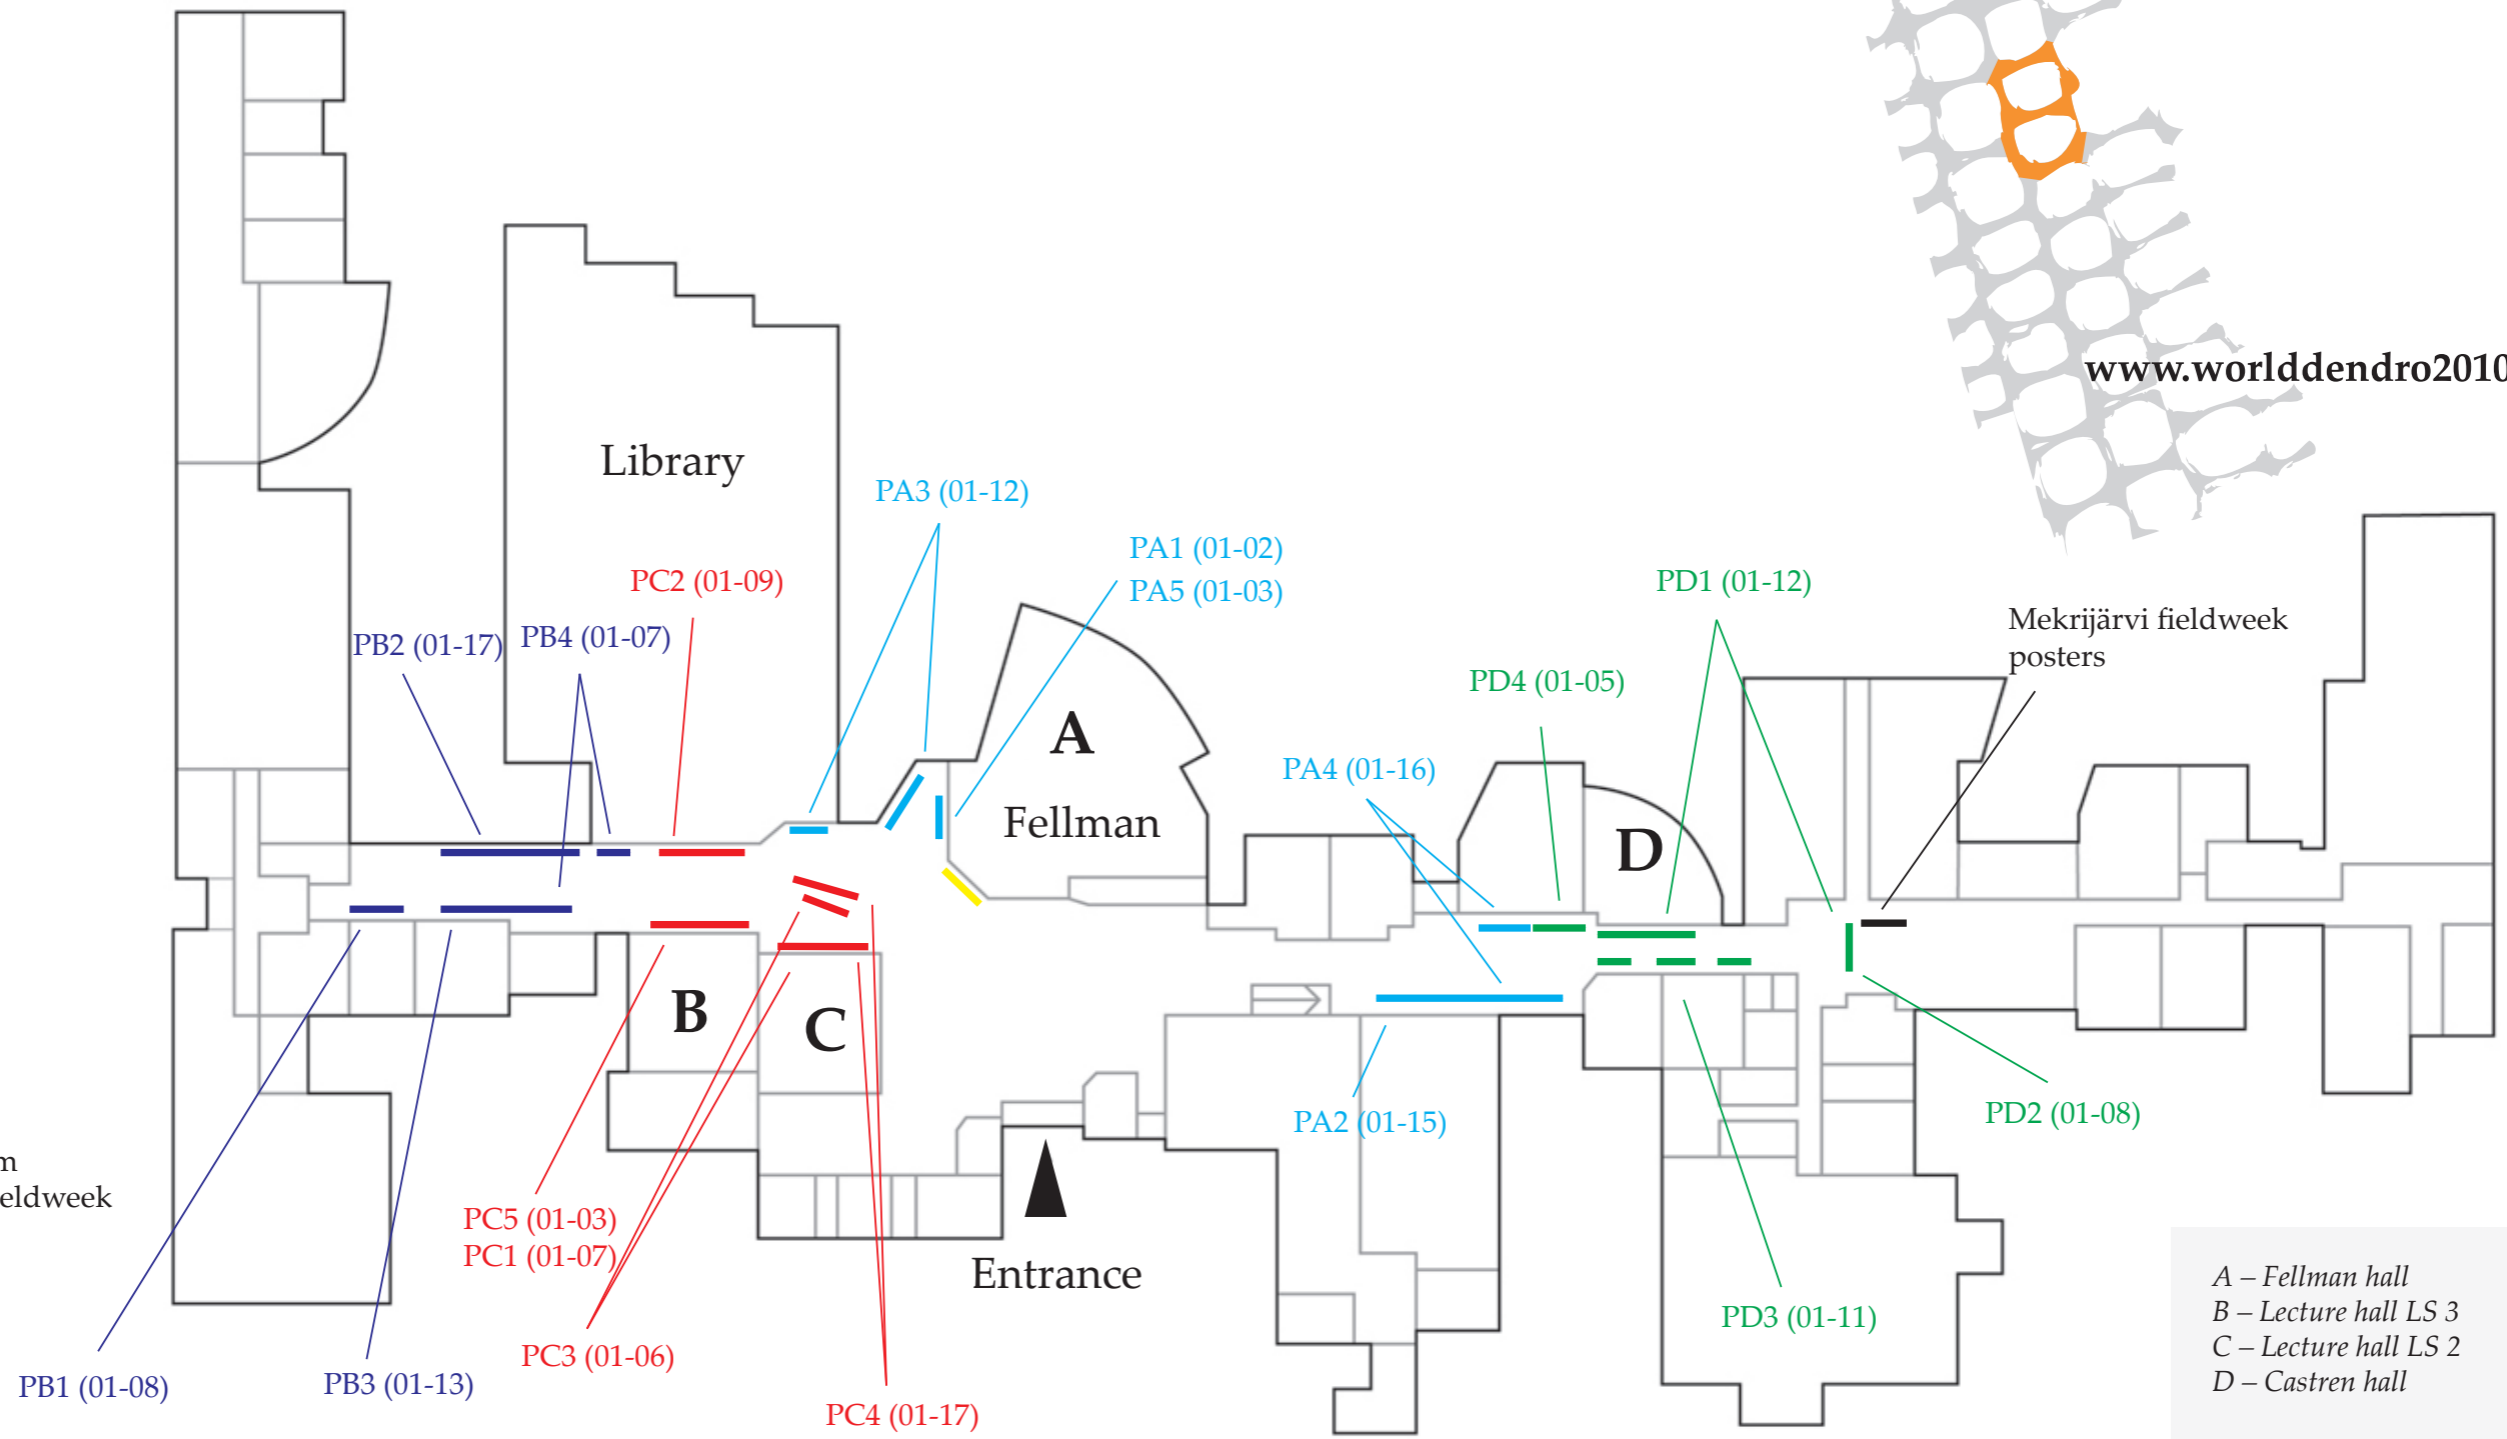 www.worlddendro2010
Library
PA3 (01-12)
PA1 (01-02)
PA5 (01-03)
PC2 (01-09)
PD1 (01-12)
PB2 (01-17)
PB4 (01-07)
Mekrijärvi fieldweek
posters
PD4 (01-05)
A
Fellman
PA4 (01-16)
D
B
C
PA2 (01-15)
PD2 (01-08)
m
eldweek
PC5 (01-03)
PC1 (01-07)
Entrance
PD3 (01-11)
PC3 (01-06)
PB1 (01-08)
PB3 (01-13)
PC4 (01-17)
A – Fellman hall
B – Lecture hall LS 3
C – Lecture hall LS 2
D – Castren hall